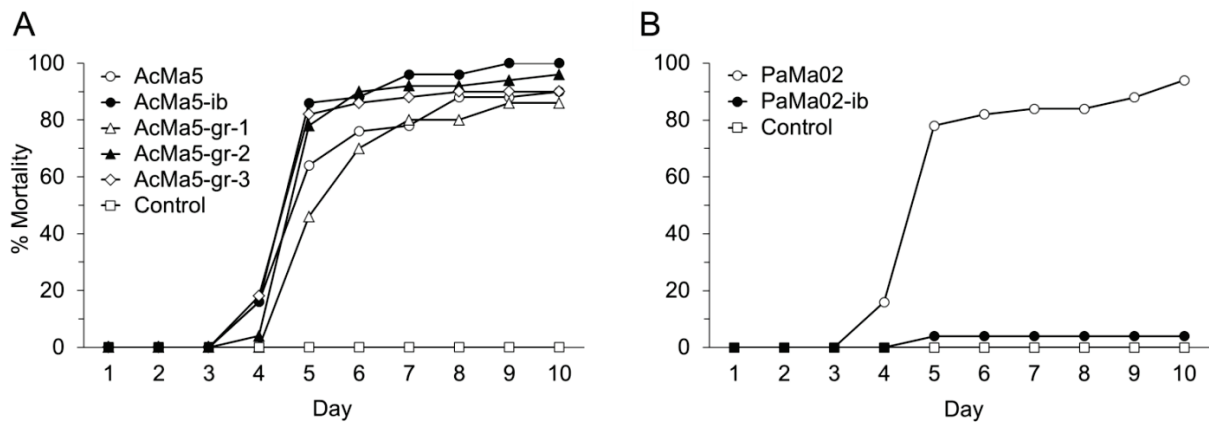 A
% Mortality
100
80
60
40
20
0
AcMa5
AcMa5-ib
AcMa5-gr-1
AcMa5-gr-2
AcMa5-gr-3
Control
1 2 3 4 5 6 7 8 9 10
Day
B
100
80
60
40
20
0
PaMa02
PaMa02-ib
Control
1 2 3 4 5 6 7 8 9 10
Day